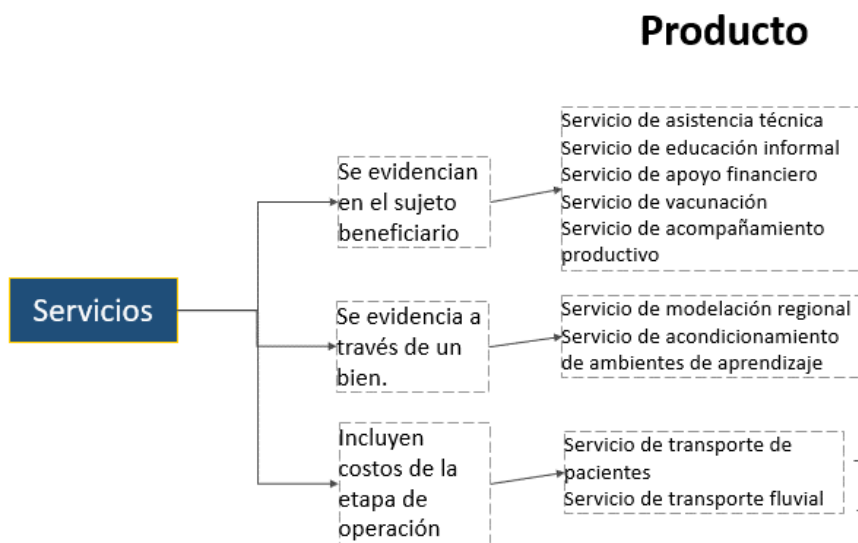 Producto
Servicios
Se evidencian
en el sujeto
beneficiario
Servicio de asistencia técnica
Servicio de educación informal
Servicio de apoyo financiero
Servicio de vacunación
Servicio de acompañamiento
productivo
Se evidencia a
través de un
bien.
Servicio de modelación regional
Servicio de acondicionamiento
de ambientes de aprendizaje
Incluyen
costos de la
etapa de
operación
Servicio de transporte de
pacientes
Servicio de transporte fluvial